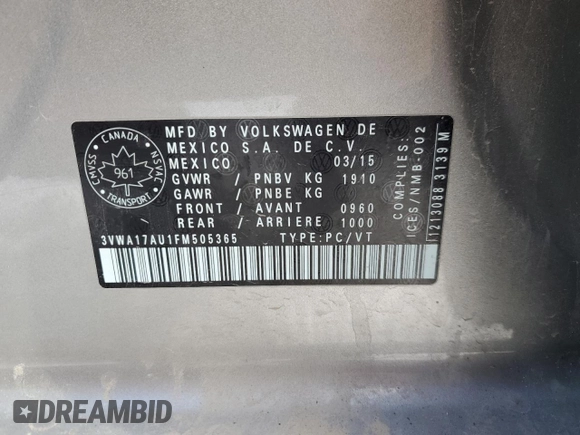 MFD BY VOLKSWAGEN DE
MEXICO S.A. DE C.V.
MEXICO 03/15
GVWR / PNBV KG 1910
GAWR / PNBE KG
FRONT / AVANT 0960
REAR / ARRIERE 1000
3VWA17AU1FM505365 TYPE:PC/VT
CANADA
CMVSS
NSVAC
961
TRANSPORT
COMPLIES:
ICES/NMB-002
1213088 3139M
DREAMBID